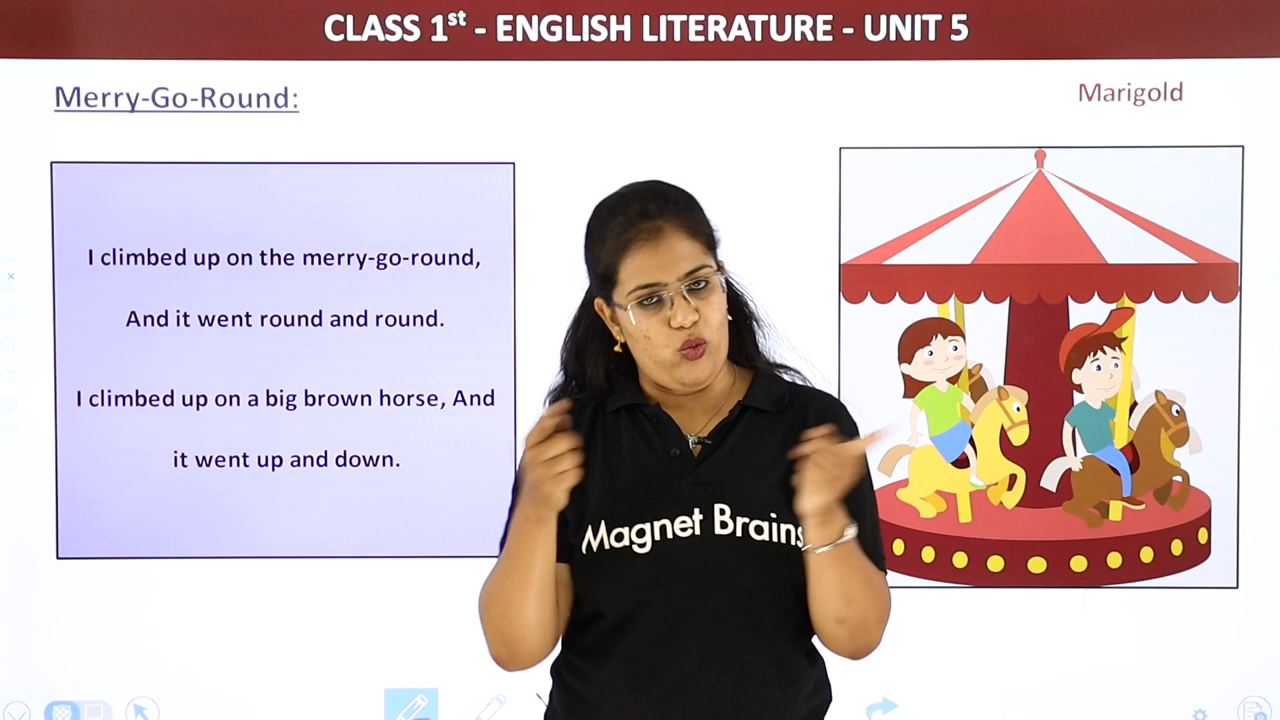 CLASS 1st - ENGLISH LITERATURE - UNIT 5
Merry-Go-Round:
Marigold
I climbed up on the merry-go-round,
And it went round and round.
I climbed up on a big brown horse, And
it went up and down.
Magnet Brains